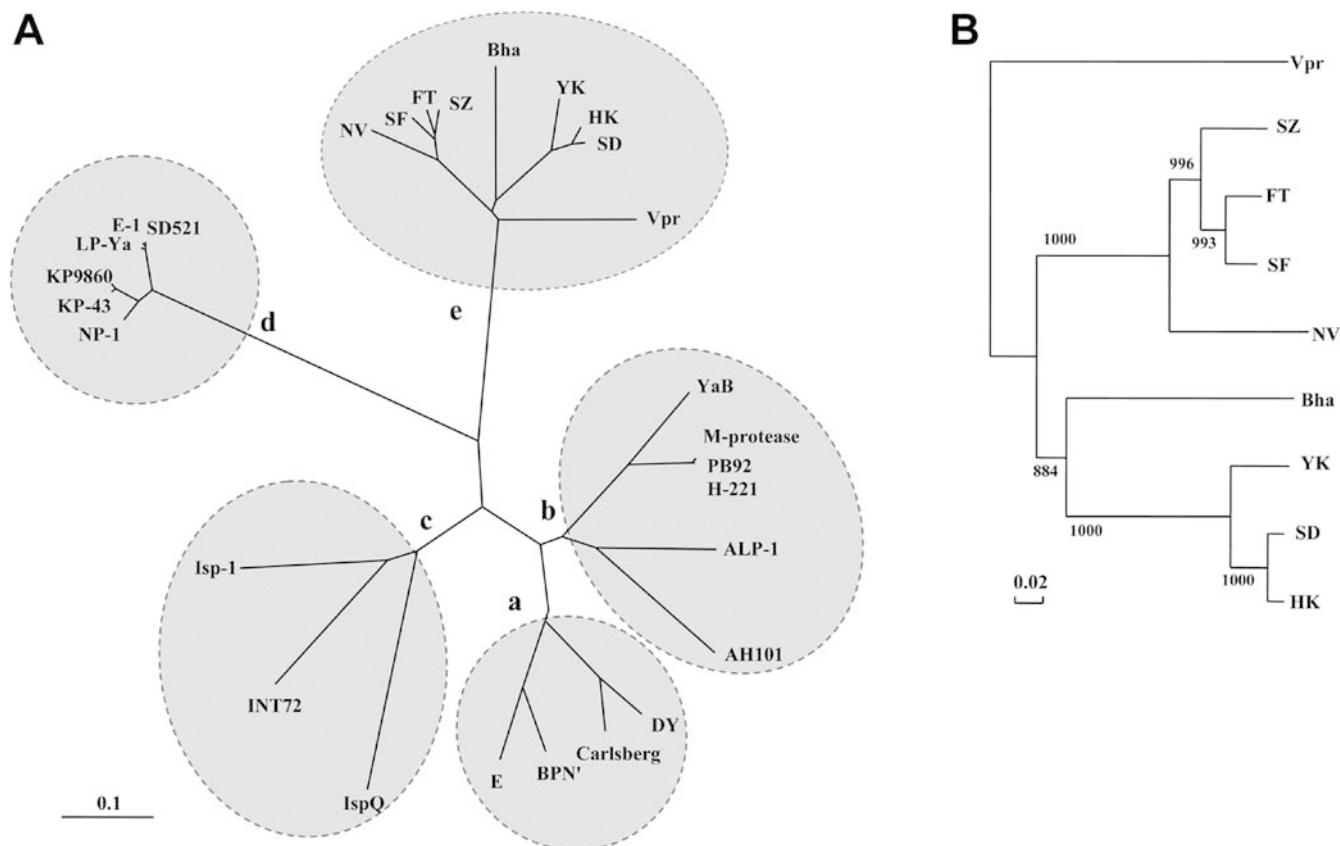 A
Bha
YK
FT
SZ
SF
HK
NV
SD
Vpr
E-1 SD521
LP-Ya
KP9860
KP-43
NP-1
d
e
YaB
M-protease
PB92
H-221
b
c
ALP-1
Isp-1
a
AH101
INT72
DY
Carlsberg
BPN'
E
IspQ
0.1
B
Vpr
SZ
996
FT
993
1000
SF
NV
Bha
884
YK
1000
SD
1000
HK
0.02